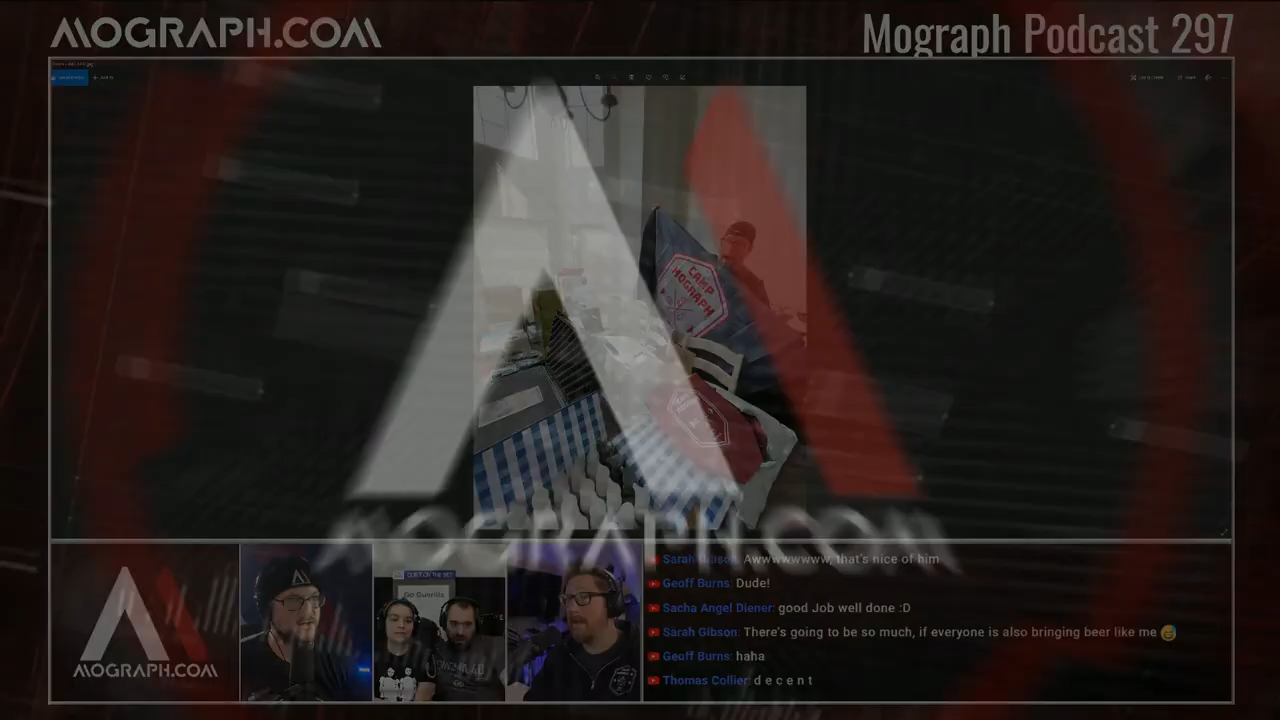 MOGRAPH.COM
Mograph Podcast 297
CAMP
MOGRAPH
MOGRAPH.COM
Go Guerilla
MOGRAPH.COM
Sarah Gibson: Awwwwwwww, that's nice of him
Geoff Burns: Dude!
Sacha Angel Diener: good Job well done :D
Sarah Gibson: There's going to be so much, if everyone is also bringing beer like me 😅
Geoff Burns: haha
Thomas Collier: d e c e n t